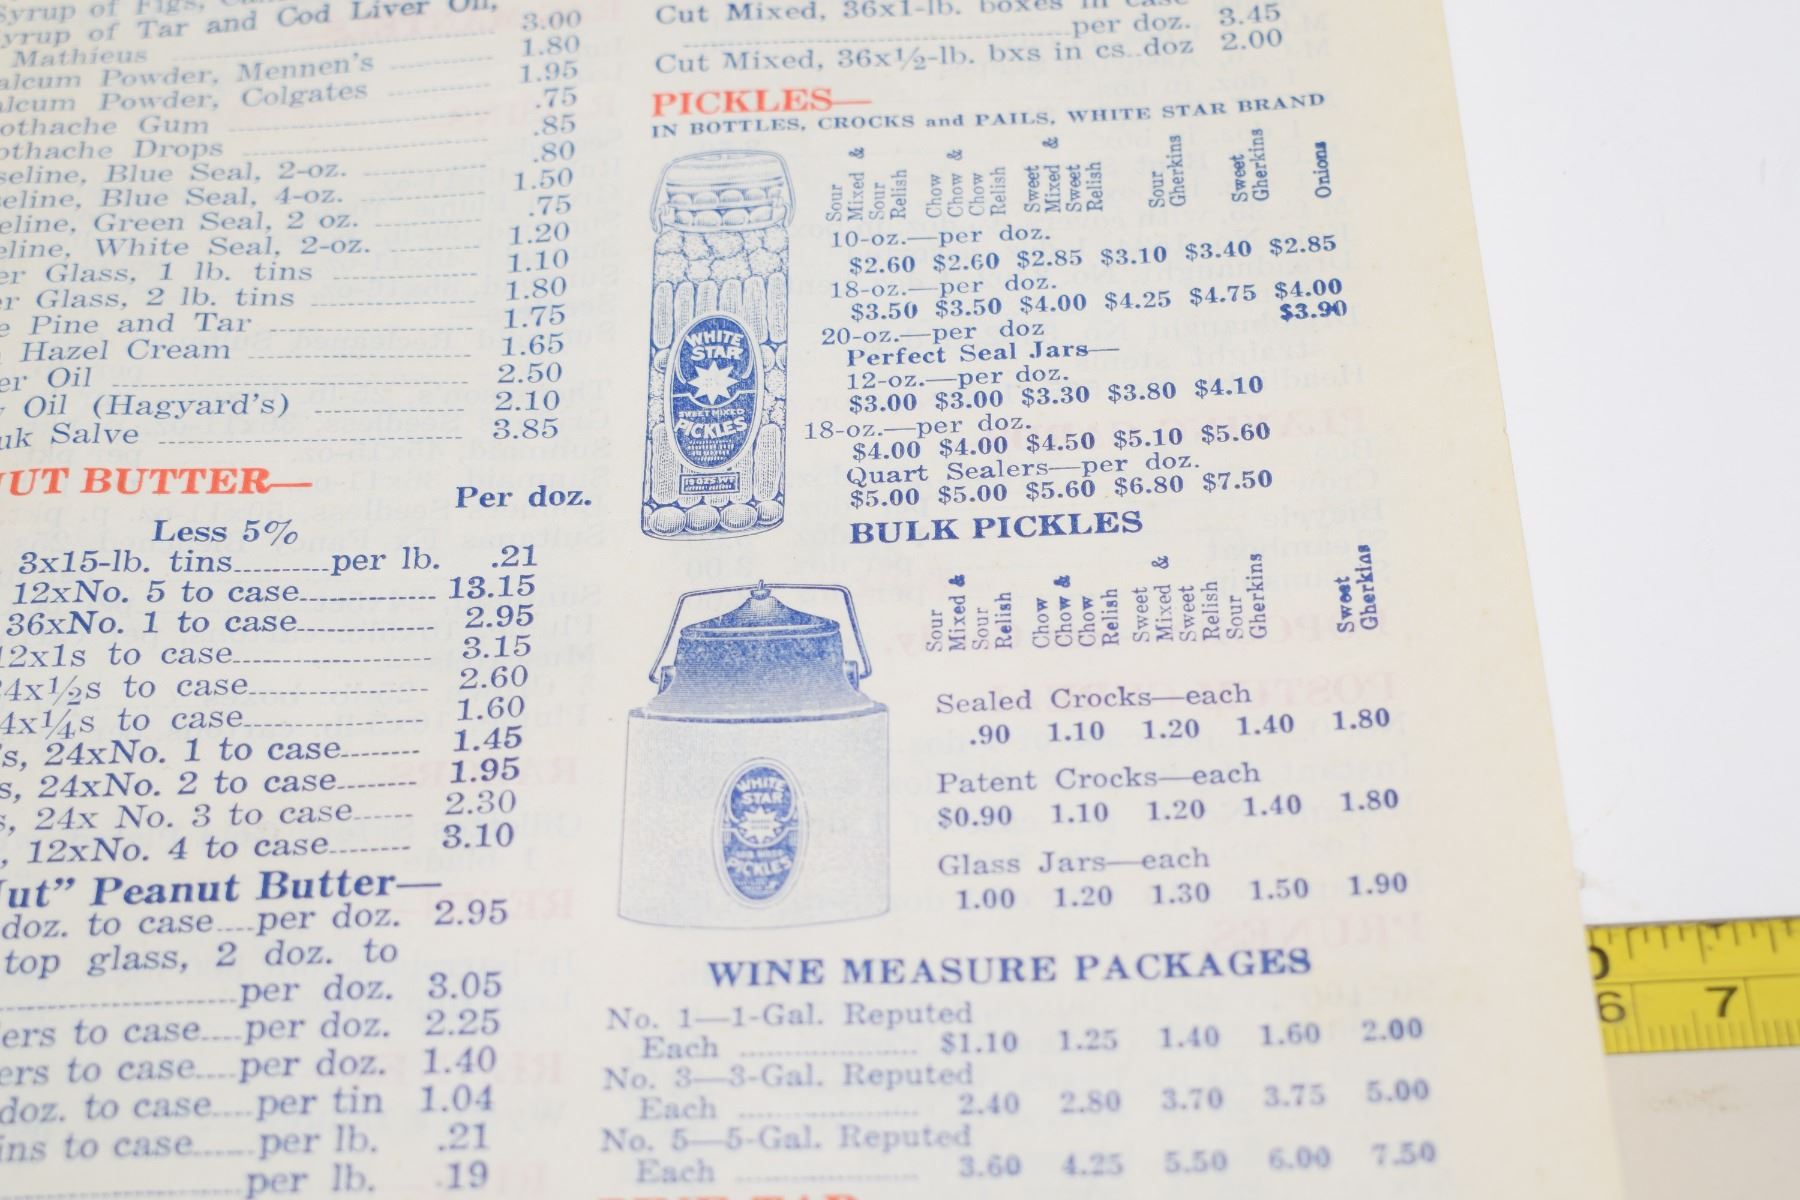 Syrup of Figs,
Syrup of Tar and Cod Liver Oil,
Mathieus 3.00
alcum Powder, Mennen's 1.80
alcum Powder, Colgates 1.95
othache Gum .75
othache Drops .85
seline, Blue Seal, 2-oz. .80
seline, Blue Seal, 4-oz. 1.50
eline, Green Seal, 2 oz. .75
eline, White Seal, 2-oz. 1.20
er Glass, 1 lb. tins 1.10
er Glass, 2 lb. tins 1.80
e Pine and Tar 1.75
Hazel Cream 1.65
er Oil 2.50
Oil (Hagyard's) 2.10
uk Salve 3.85
NUT BUTTER—
Per doz.
Less 5%
3x15-lb. tins..........per lb. .21
12xNo. 5 to case 13.15
36xNo. 1 to case 2.95
12x1s to case 3.15
24x½s to case 2.60
4x¼s to case 1.60
's, 24xNo. 1 to case 1.45
s, 24xNo. 2 to case 1.95
s, 24x No. 3 to case 2.30
, 12xNo. 4 to case 3.10
Nut" Peanut Butter—
doz. to case....per doz. 2.95
top glass, 2 doz. to
per doz. 3.05
ers to case....per doz. 2.25
ers to case....per doz. 1.40
doz. to case....per tin 1.04
ins to case......per lb. .21
per lb. .19
Cut Mixed, 36x1-lb. boxes in case
per doz. 3.45
Cut Mixed, 36x½-lb. bxs in cs..doz 2.00
PICKLES—
IN BOTTLES, CROCKS and PAILS, WHITE STAR BRAND
Sour Mixed & Sour Relish
Chow Chow & Chow Relish
Sweet Mixed & Sweet Relish
Sour Gherkins
Sweet Gherkins
Onions
10-oz.—per doz.
$2.60 $2.60 $2.85 $3.10 $3.40 $2.85
18-oz.—per doz.
$3.50 $3.50 $4.00 $4.25 $4.75 $4.00
20-oz.—per doz $3.90
Perfect Seal Jars—
12-oz.—per doz.
$3.00 $3.00 $3.30 $3.80 $4.10
18-oz.—per doz.
$4.00 $4.00 $4.50 $5.10 $5.60
Quart Sealers—per doz.
$5.00 $5.00 $5.60 $6.80 $7.50
WHITE
STAR
SWEET MIXED
PICKLES
BULK PICKLES
Sour Mixed & Sour Relish
Chow Chow & Chow Relish
Sweet Mixed & Sweet Relish
Sour Gherkins
Sweet Gherkins
Sealed Crocks—each
.90 1.10 1.20 1.40 1.80
Patent Crocks—each
$0.90 1.10 1.20 1.40 1.80
Glass Jars—each
1.00 1.20 1.30 1.50 1.90
WHITE
STAR
PICKLES
WINE MEASURE PACKAGES
No. 1—1-Gal. Reputed
Each $1.10 1.25 1.40 1.60 2.00
No. 3—3-Gal. Reputed
Each 2.40 2.80 3.70 3.75 5.00
No. 5—5-Gal. Reputed
Each 3.60 4.25 5.50 6.00 7.50
6 7